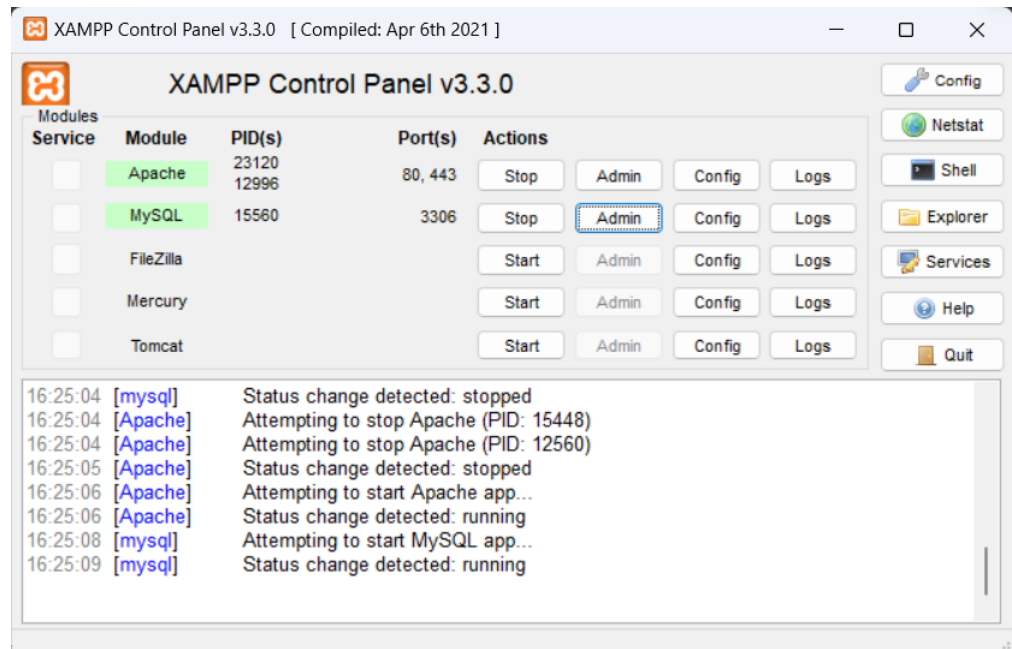 XAMPP Control Panel v3.3.0 [ Compiled: Apr 6th 2021 ]
XAMPP Control Panel v3.3.0
Config
Modules
Service Module PID(s) Port(s) Actions
Netstat
Apache 23120 12996 80, 443 Stop Admin Config Logs
Shell
MySQL 15560 3306 Stop Admin Config Logs
Explorer
FileZilla Start Admin Config Logs
Services
Mercury Start Admin Config Logs
Help
Tomcat Start Admin Config Logs
Quit
16:25:04 [mysql] Status change detected: stopped
16:25:04 [Apache] Attempting to stop Apache (PID: 15448)
16:25:04 [Apache] Attempting to stop Apache (PID: 12560)
16:25:05 [Apache] Status change detected: stopped
16:25:06 [Apache] Attempting to start Apache app...
16:25:06 [Apache] Status change detected: running
16:25:08 [mysql] Attempting to start MySQL app...
16:25:09 [mysql] Status change detected: running